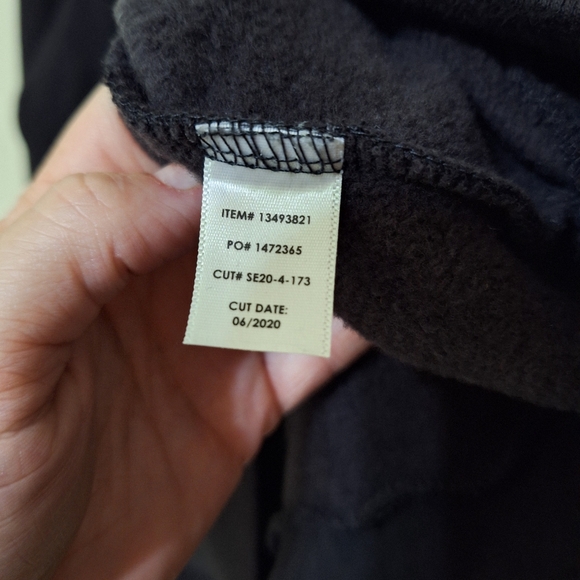 ITEM# 13493821
PO# 1472365
CUT# SE20-4-173
CUT DATE:
06/2020